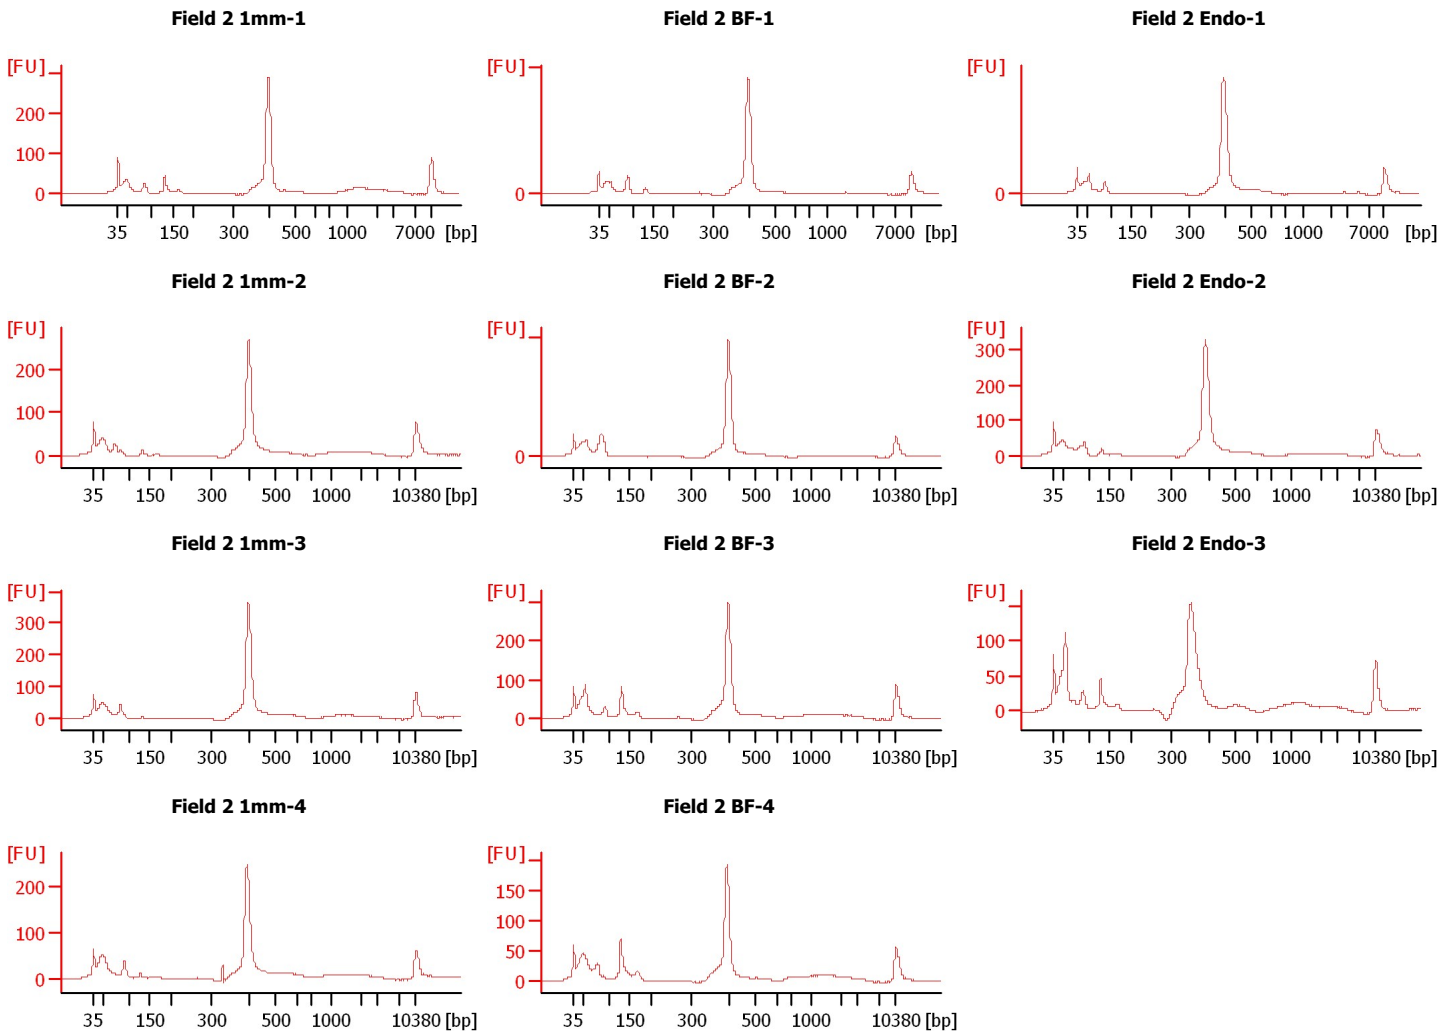 Field 2 1mm-1
Field 2 BF-1
Field 2 Endo-1
[FU]
200
100
0
35 150 300 500 1000 7000 [bp]
[FU]
0
35 150 300 500 1000 7000 [bp]
[FU]
0
35 150 300 500 1000 7000 [bp]
Field 2 1mm-2
Field 2 BF-2
Field 2 Endo-2
[FU]
200
100
0
35 150 300 500 1000 10380 [bp]
[FU]
0
35 150 300 500 1000 10380 [bp]
[FU]
300
200
100
0
35 150 300 500 1000 10380 [bp]
Field 2 1mm-3
Field 2 BF-3
Field 2 Endo-3
[FU]
300
200
100
0
35 150 300 500 1000 10380 [bp]
[FU]
200
100
0
35 150 300 500 1000 10380 [bp]
[FU]
100
50
0
35 150 300 500 1000 10380 [bp]
Field 2 1mm-4
Field 2 BF-4
[FU]
200
100
0
35 150 300 500 1000 10380 [bp]
[FU]
150
100
50
0
35 150 300 500 1000 10380 [bp]